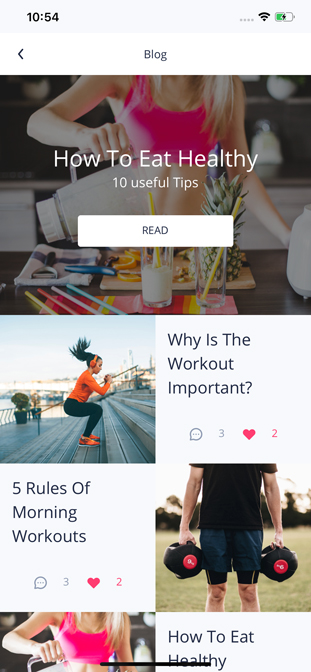 10:54
Blog
How To Eat Healthy
10 useful Tips
READ
Why Is The
Workout
Important?
3 2
5 Rules Of
Morning
Workouts
3 2
How To Eat
Healthy